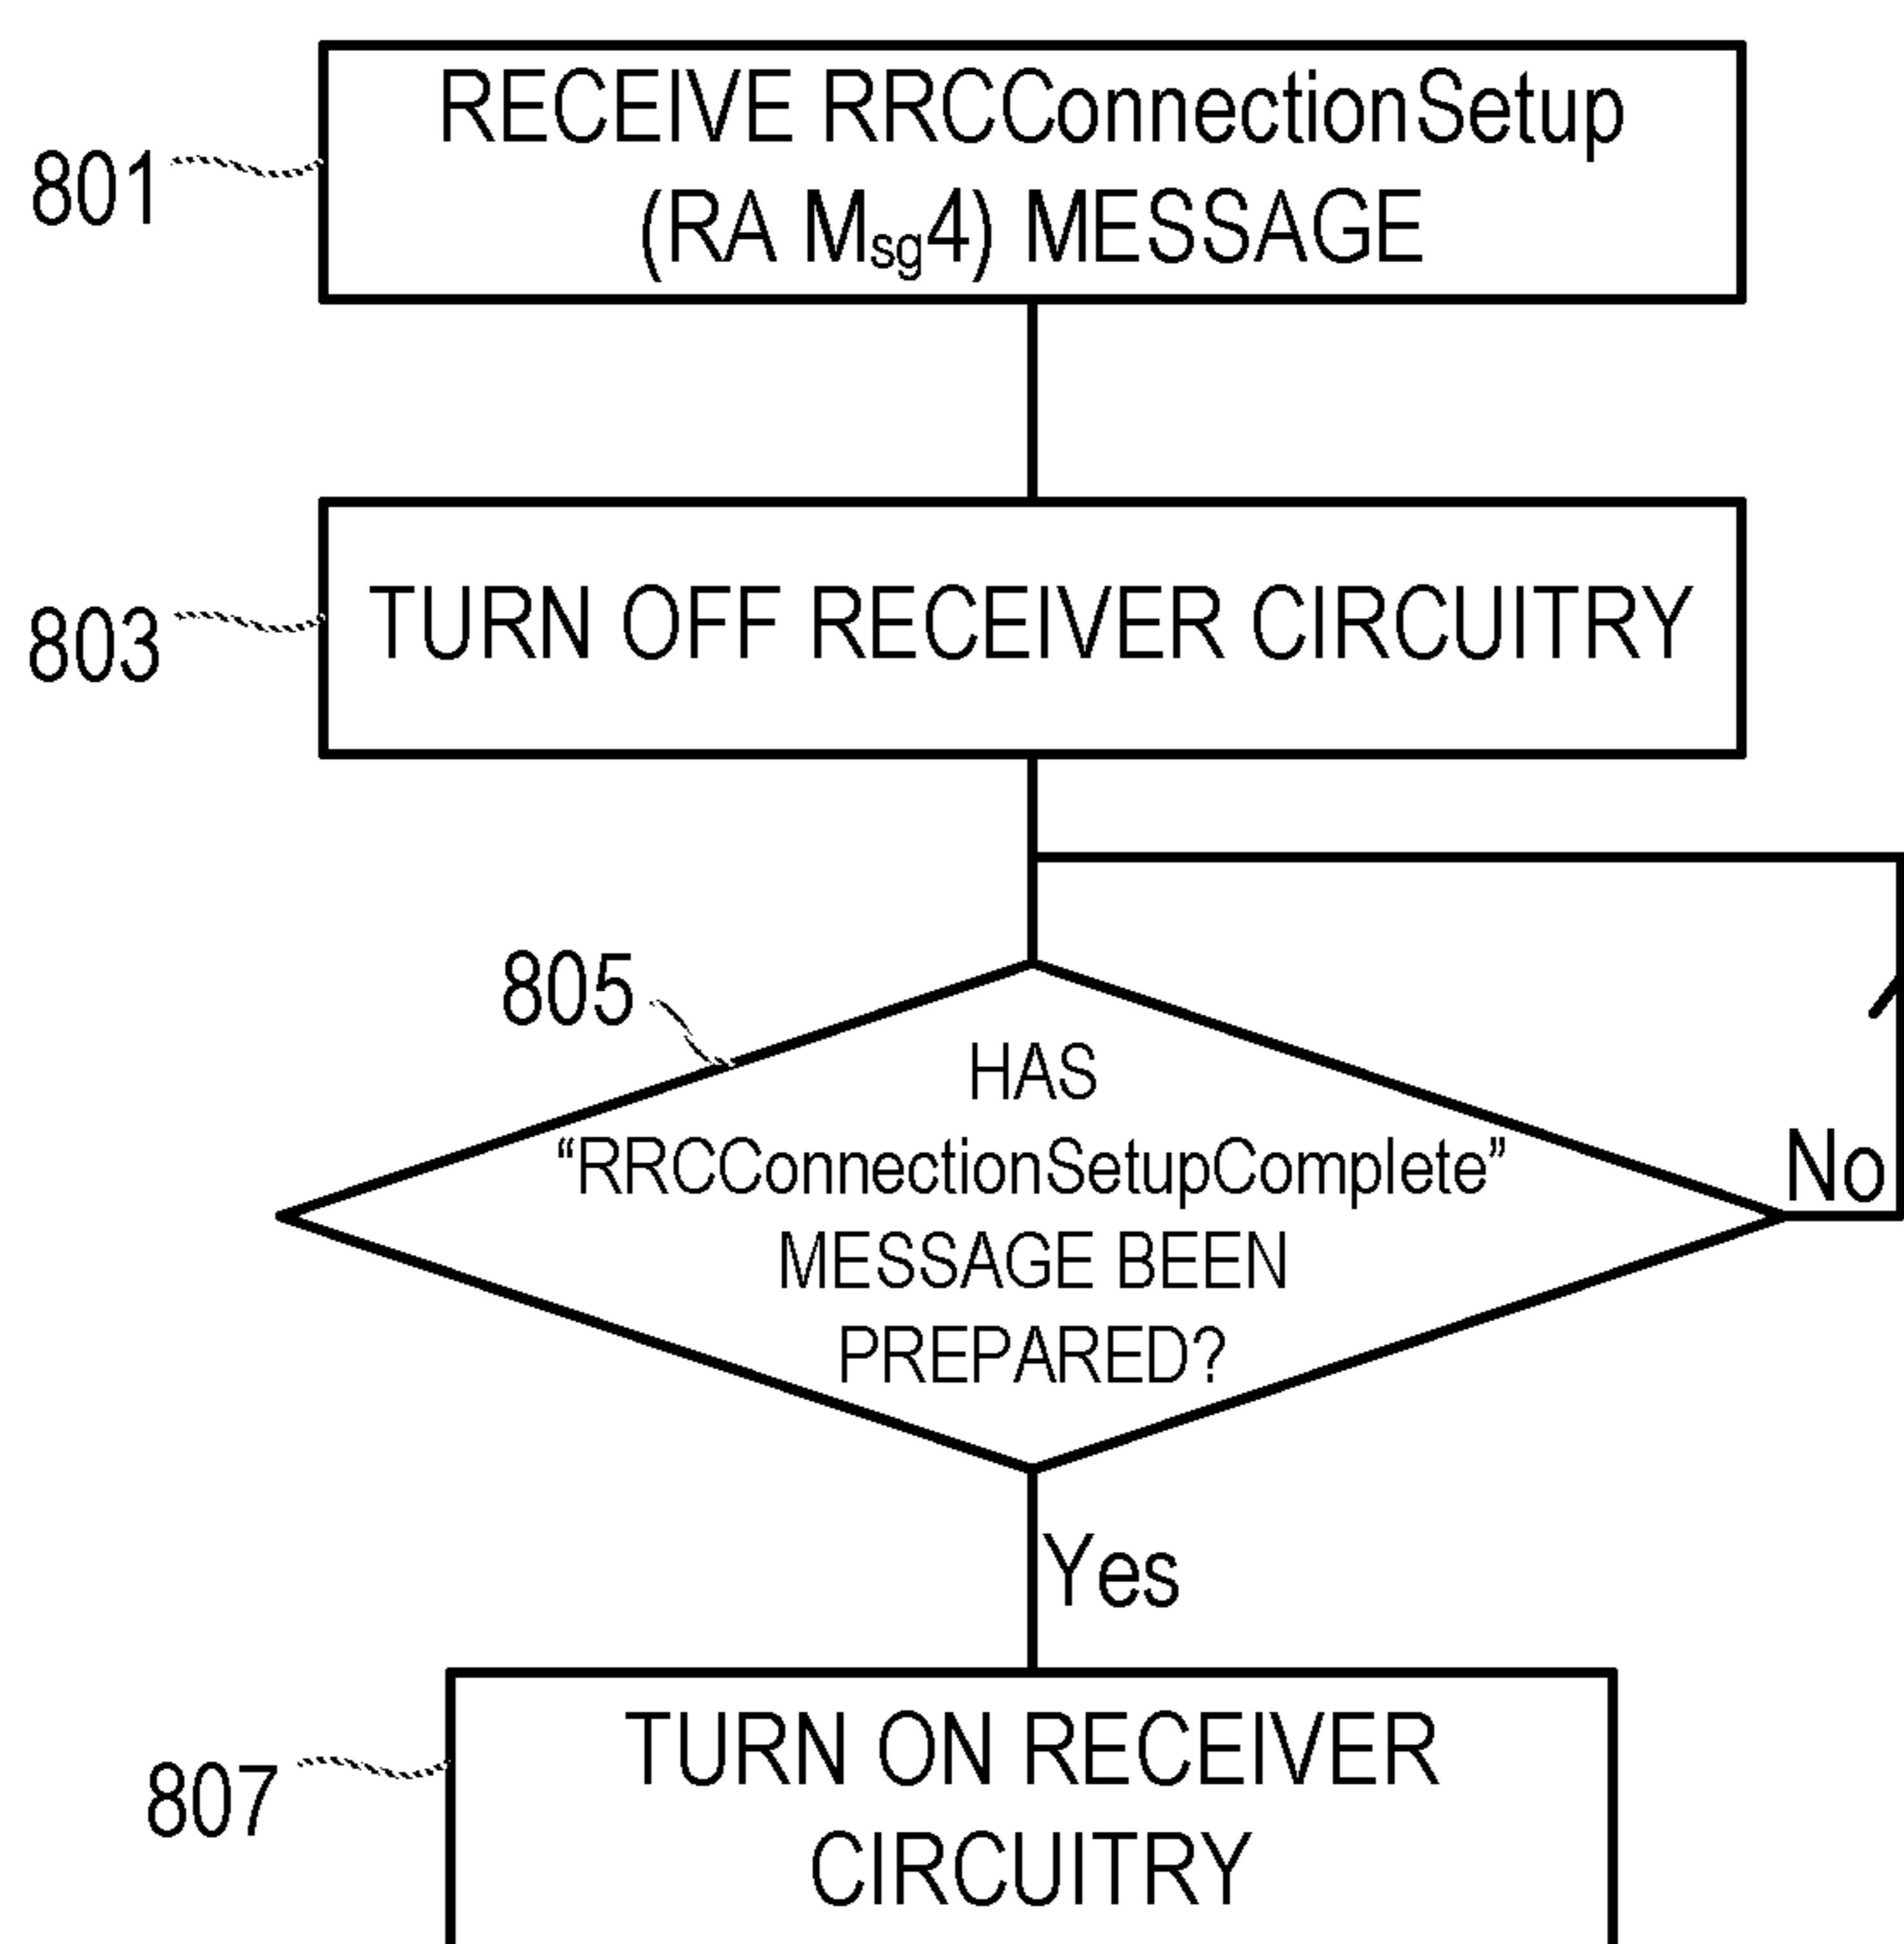 RECEIVE RRCConnectionSetup
(RA Msg4) MESSAGE
801
TURN OFF RECEIVER CIRCUITRY
803
805
HAS
“RRCConnectionSetupComplete”
MESSAGE BEEN
PREPARED?
No
Yes
TURN ON RECEIVER
CIRCUITRY
807